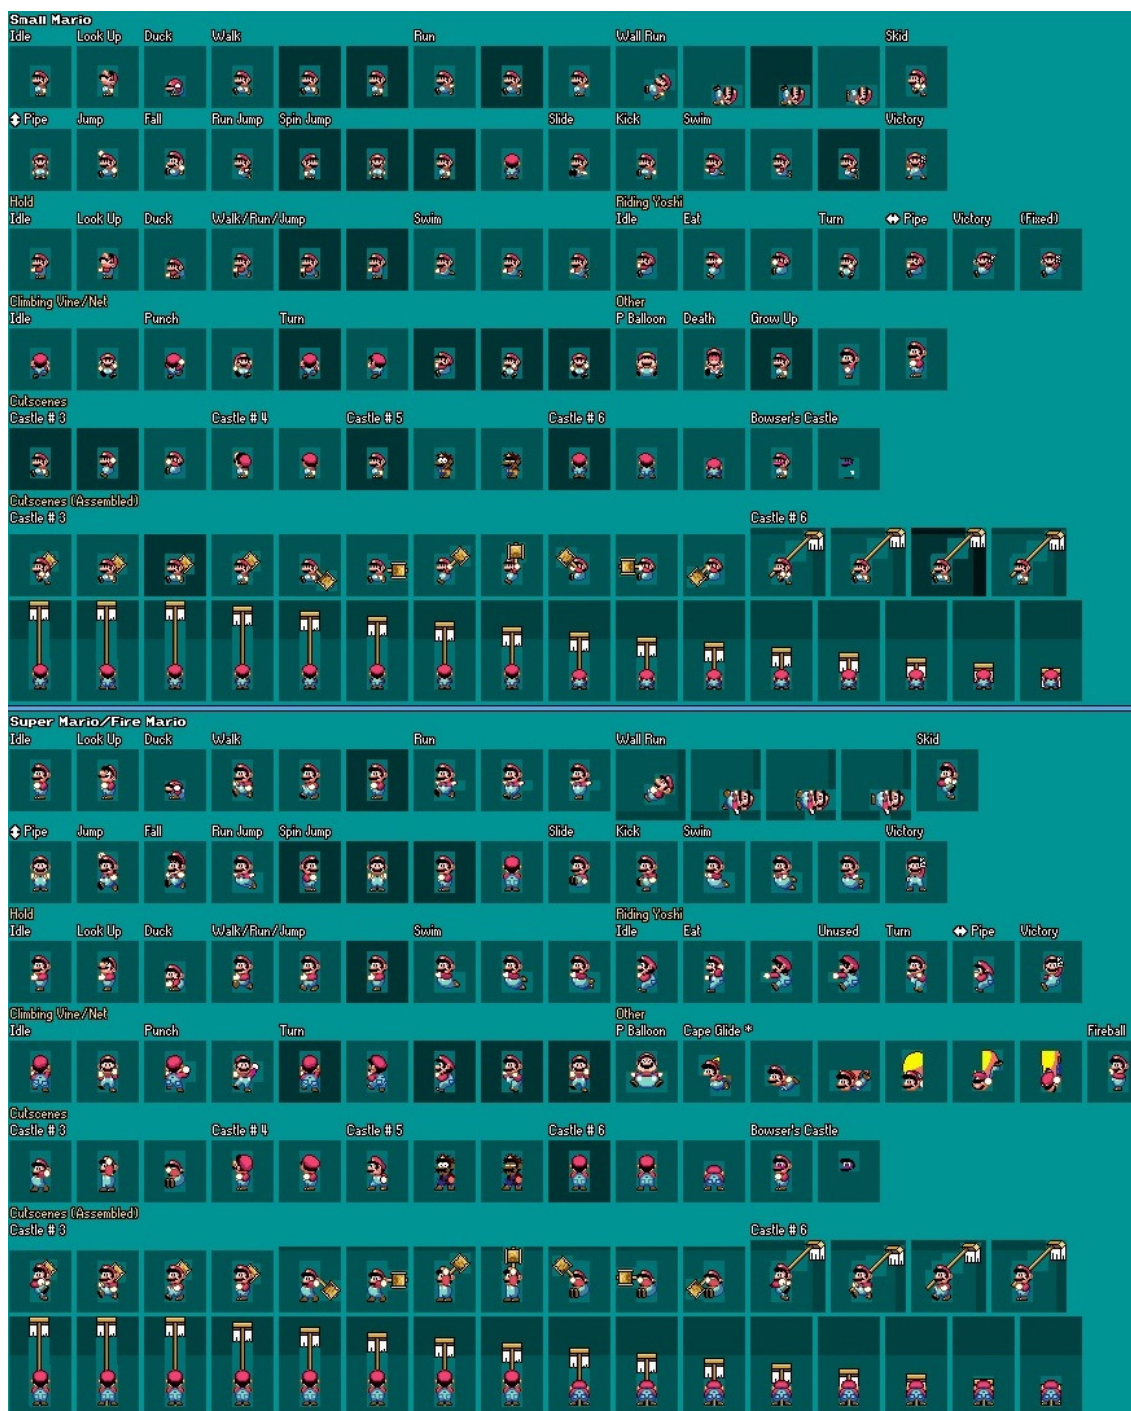 Small Mario
Idle Look Up Duck Walk Run Wall Run Skid
⬍ Pipe Jump Fall Run Jump Spin Jump Slide Kick Swim Victory
Hold Riding Yoshi
Idle Look Up Duck Walk/Run/Jump Swim Idle Eat Turn ⬌ Pipe Victory (Fixed)
Climbing Vine/Net Other
Idle Punch Turn P Balloon Death Grow Up
Cutscenes
Castle #3 Castle #4 Castle #5 Castle #6 Bowser's Castle
Cutscenes (Assembled)
Castle #3 Castle #6
Super Mario/Fire Mario
Idle Look Up Duck Walk Run Wall Run Skid
⬍ Pipe Jump Fall Run Jump Spin Jump Slide Kick Swim Victory
Hold Riding Yoshi
Idle Look Up Duck Walk/Run/Jump Swim Idle Eat Unused Turn ⬌ Pipe Victory
Climbing Vine/Net Other
Idle Punch Turn P Balloon Cape Glide * Fireball
Cutscenes
Castle #3 Castle #4 Castle #5 Castle #6 Bowser's Castle
Cutscenes (Assembled)
Castle #3 Castle #6